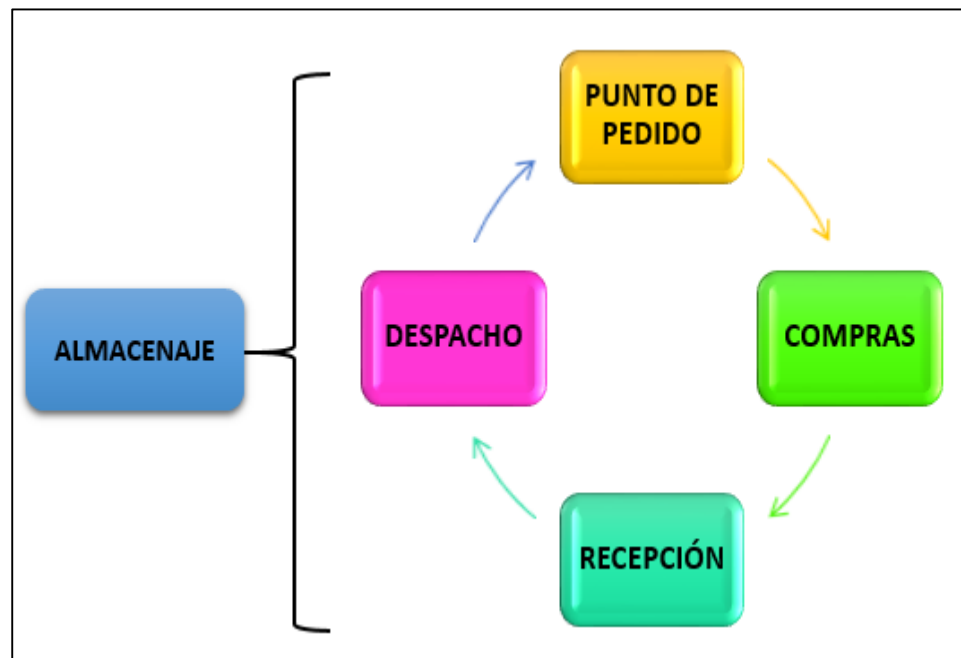 PUNTO DE
PEDIDO
ALMACENAJE
DESPACHO
COMPRAS
RECEPCIÓN